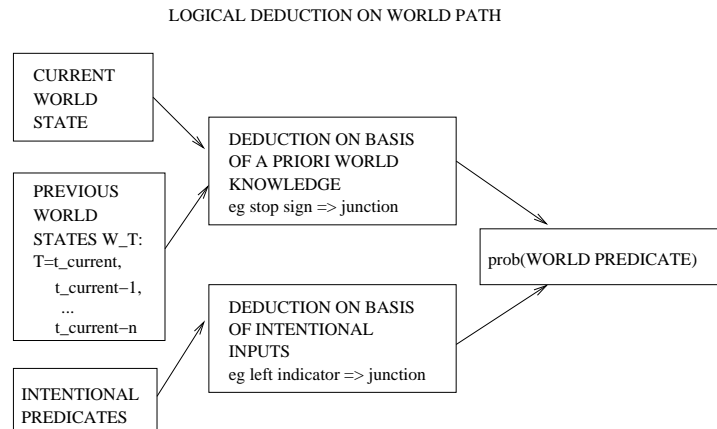 LOGICAL DEDUCTION ON WORLD PATH
CURRENT
WORLD
STATE
PREVIOUS
WORLD
STATES W_T:
T=t_current,
t_current−1,
...
t_current−n
INTENTIONAL
PREDICATES
DEDUCTION ON BASIS
OF A PRIORI WORLD
KNOWLEDGE
eg stop sign => junction
DEDUCTION ON BASIS
OF INTENTIONAL
INPUTS
eg left indicator => junction
prob(WORLD PREDICATE)